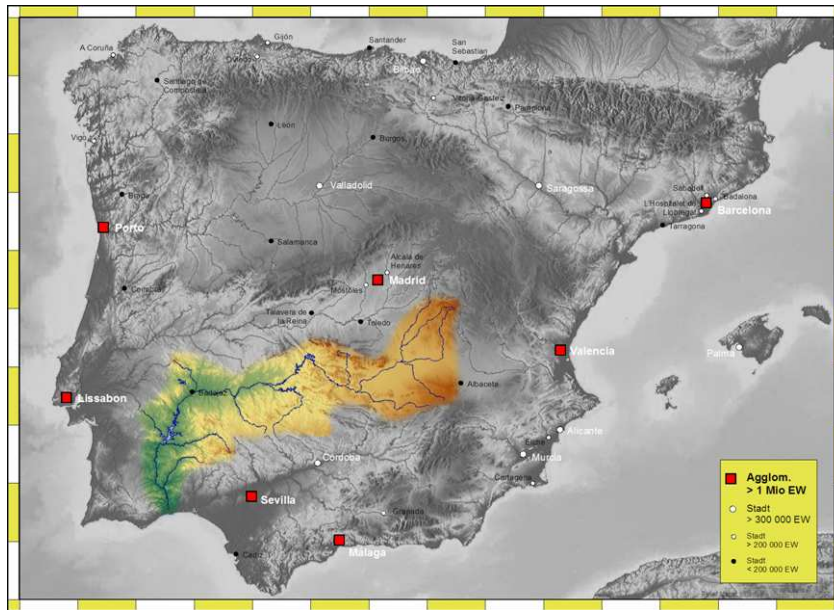 Gijón
A Coruña
Oviedo
Santander
San
Sebastian
Bilbao
Santiago de
Compostela
Vitoria-Gasteiz
Pamplona
León
Burgos
Vigo
Valladolid
Saragossa
Sabadell
Badalona
L'Hospitalet de
Llobregat
Barcelona
Tarragona
Braga
Porto
Salamanca
Alcalá de
Henares
Madrid
Móstoles
Coimbra
Talavera de
la Reina
Toledo
Valencia
Palma
Lissabon
Badajoz
Albacete
Alicante
Elche
Murcia
Cartagena
Córdoba
Sevilla
Granada
Cádiz
Málaga
Agglom.
> 1 Mio EW
Stadt
> 300 000 EW
Stadt
> 200 000 EW
Stadt
< 200 000 EW